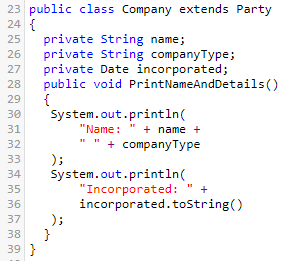 23 public class Company extends Party
24 {
25   private String name;
26   private String companyType;
27   private Date incorporated;
28   public void PrintNameAndDetails()
29   {
30    System.out.println(
31        "Name: " + name +
32        " " + companyType
33    );
34    System.out.println(
35        "Incorporated: " +
36        incorporated.toString()
37    );
38   }
39 }